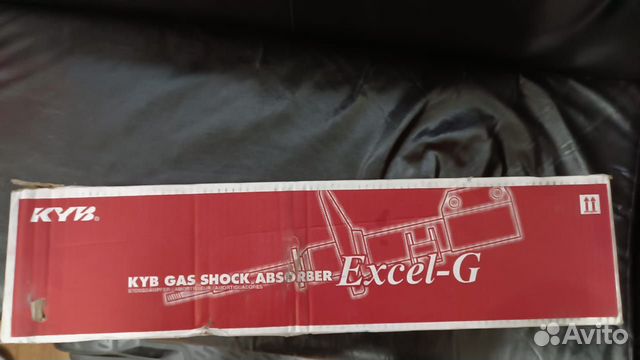 KYB®
KYB GAS SHOCK ABSORBER Excel-G
Avito